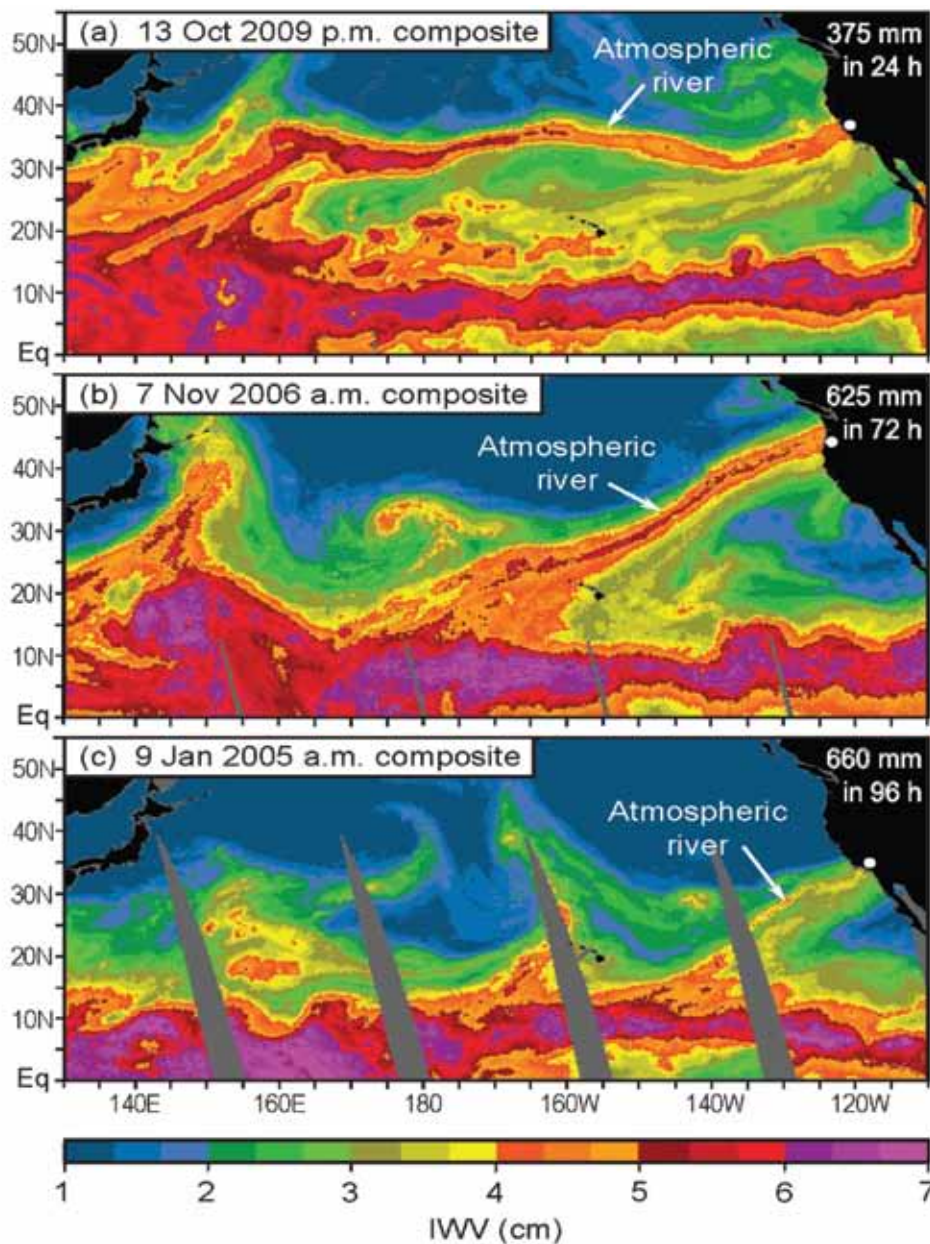 (a) 13 Oct 2009 p.m. composite
375 mm
in 24 h
Atmospheric
river
50N
40N
30N
20N
10N
Eq
(b) 7 Nov 2006 a.m. composite
625 mm
in 72 h
Atmospheric
river
50N
40N
30N
20N
10N
Eq
(c) 9 Jan 2005 a.m. composite
660 mm
in 96 h
Atmospheric
river
50N
40N
30N
20N
10N
Eq
140E 160E 180 160W 140W 120W
1 2 3 4 5 6 7
IWV (cm)